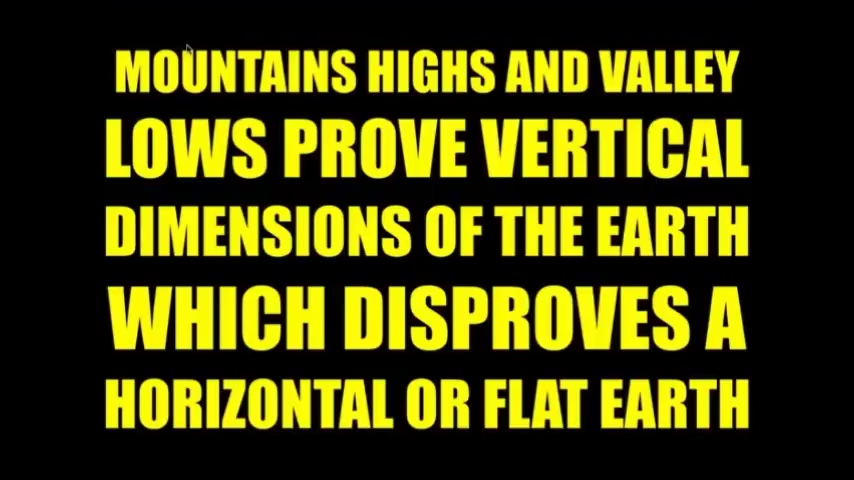 MOUNTAINS HIGHS AND VALLEY
LOWS PROVE VERTICAL
DIMENSIONS OF THE EARTH
WHICH DISPROVES A
HORIZONTAL OR FLAT EARTH